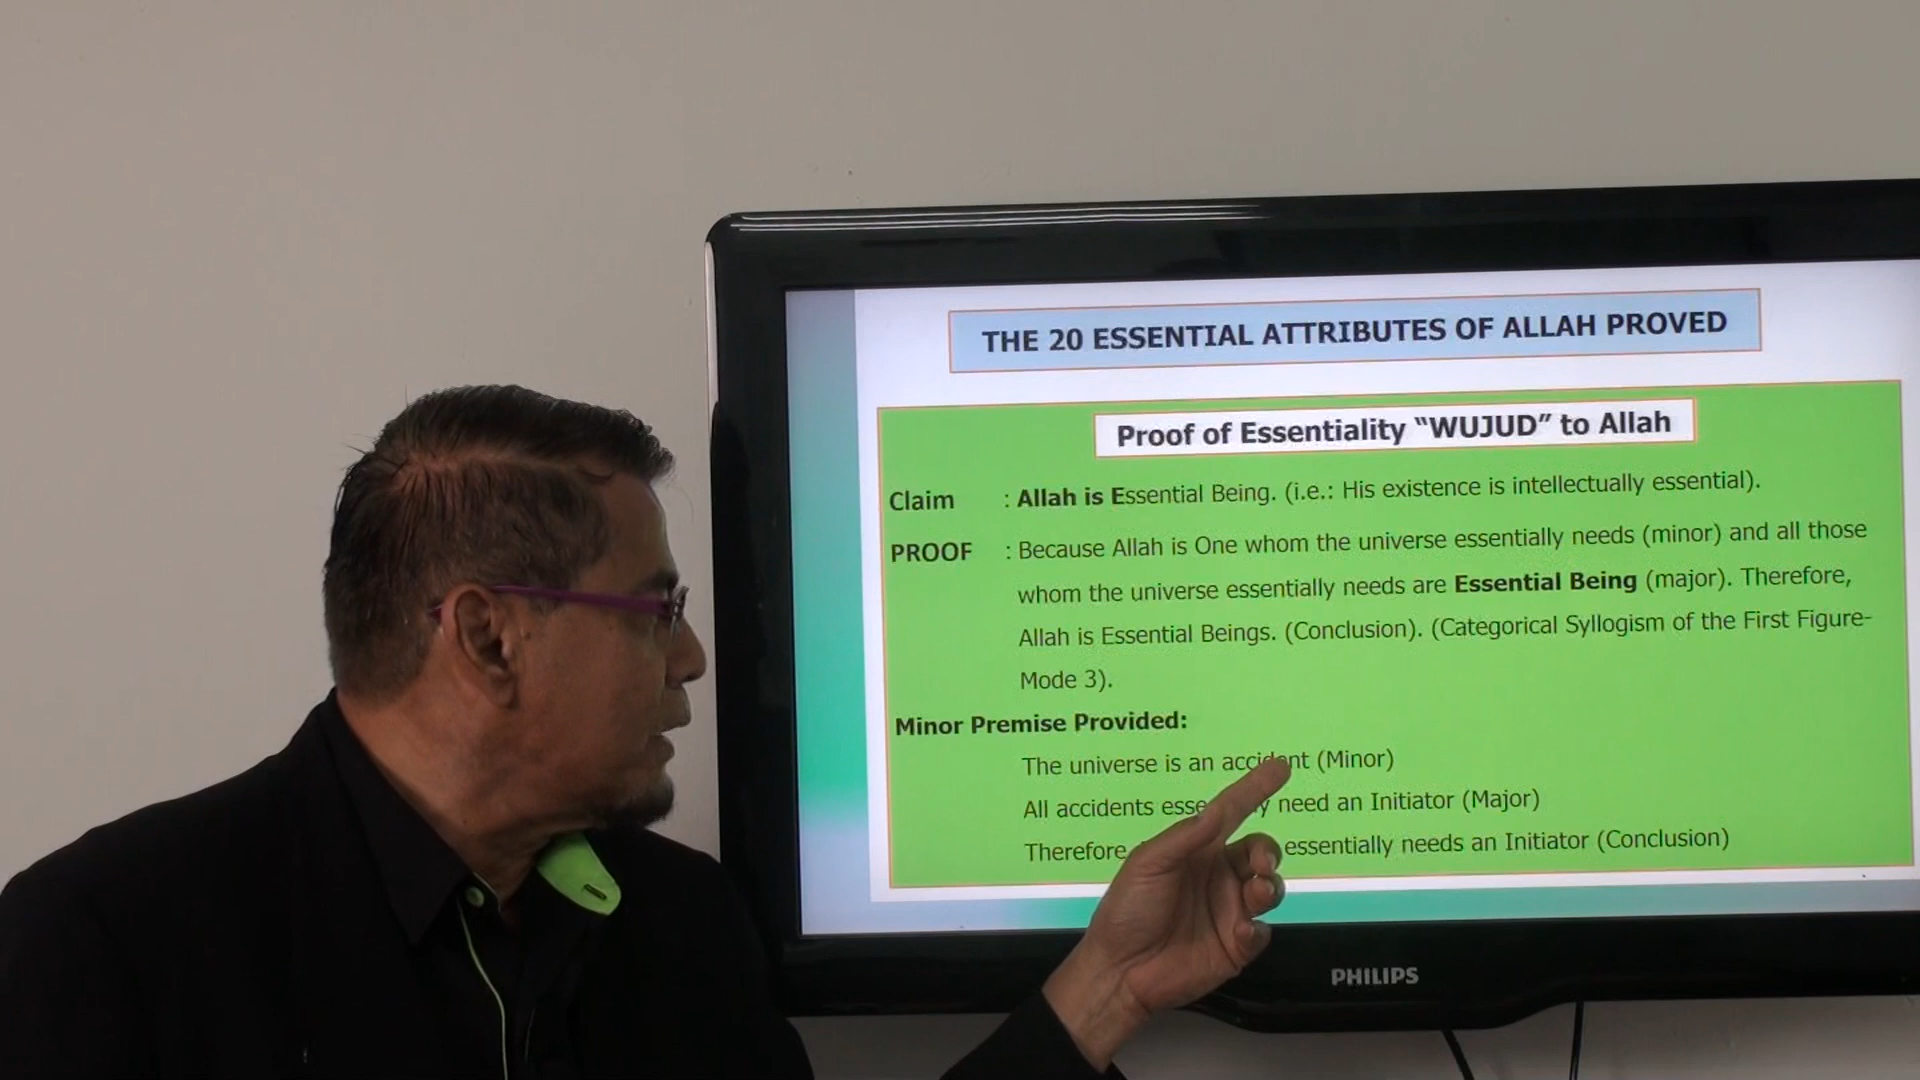 THE 20 ESSENTIAL ATTRIBUTES OF ALLAH PROVED
Proof of Essentiality “WUJUD” to Allah
Claim : Allah is Essential Being. (i.e.: His existence is intellectually essential).
PROOF : Because Allah is One whom the universe essentially needs (minor) and all those
whom the universe essentially needs are Essential Being (major). Therefore,
Allah is Essential Beings. (Conclusion). (Categorical Syllogism of the First Figure-
Mode 3).
Minor Premise Provided:
The universe is an accident (Minor)
All accidents need an Initiator (Major)
Therefore essentially needs an Initiator (Conclusion)
PHILIPS